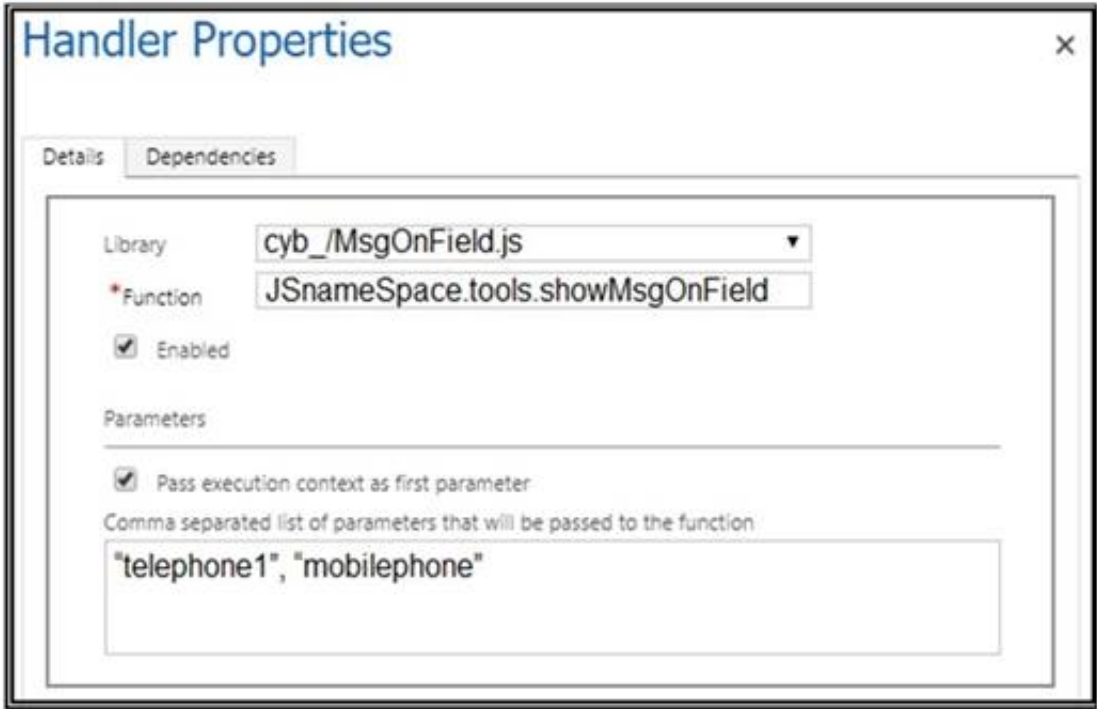 Handler Properties
×
Details Dependencies
Library cyb_/MsgOnField.js
*Function JSnameSpace.tools.showMsgOnField
Enabled
Parameters
Pass execution context as first parameter
Comma separated list of parameters that will be passed to the function
"telephone1", "mobilephone"